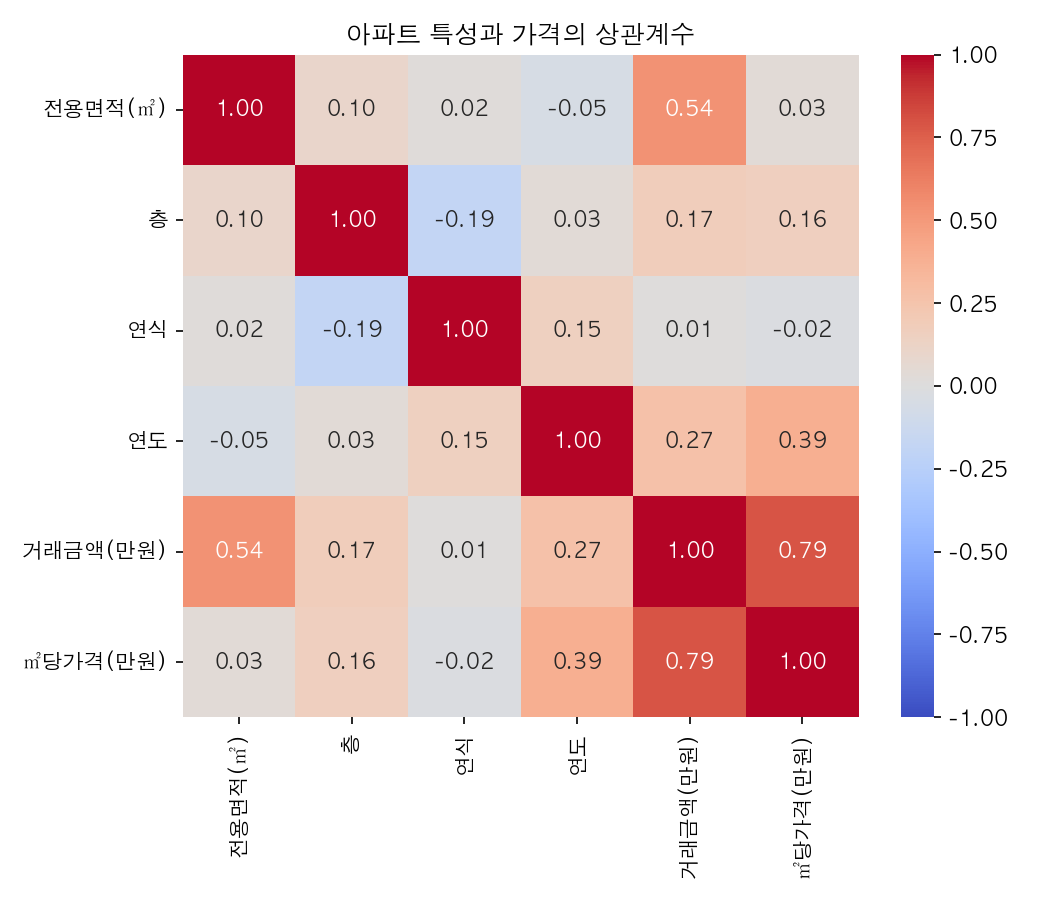 아파트 특성과 가격의 상관계수
전용면적(㎡) 1.00 0.10 0.02 -0.05 0.54 0.03
층 0.10 1.00 -0.19 0.03 0.17 0.16
연식 0.02 -0.19 1.00 0.15 0.01 -0.02
연도 -0.05 0.03 0.15 1.00 0.27 0.39
거래금액(만원) 0.54 0.17 0.01 0.27 1.00 0.79
㎡당가격(만원) 0.03 0.16 -0.02 0.39 0.79 1.00
전용면적(㎡) 층 연식 연도 거래금액(만원) ㎡당가격(만원)
1.00
0.75
0.50
0.25
0.00
-0.25
-0.50
-0.75
-1.00